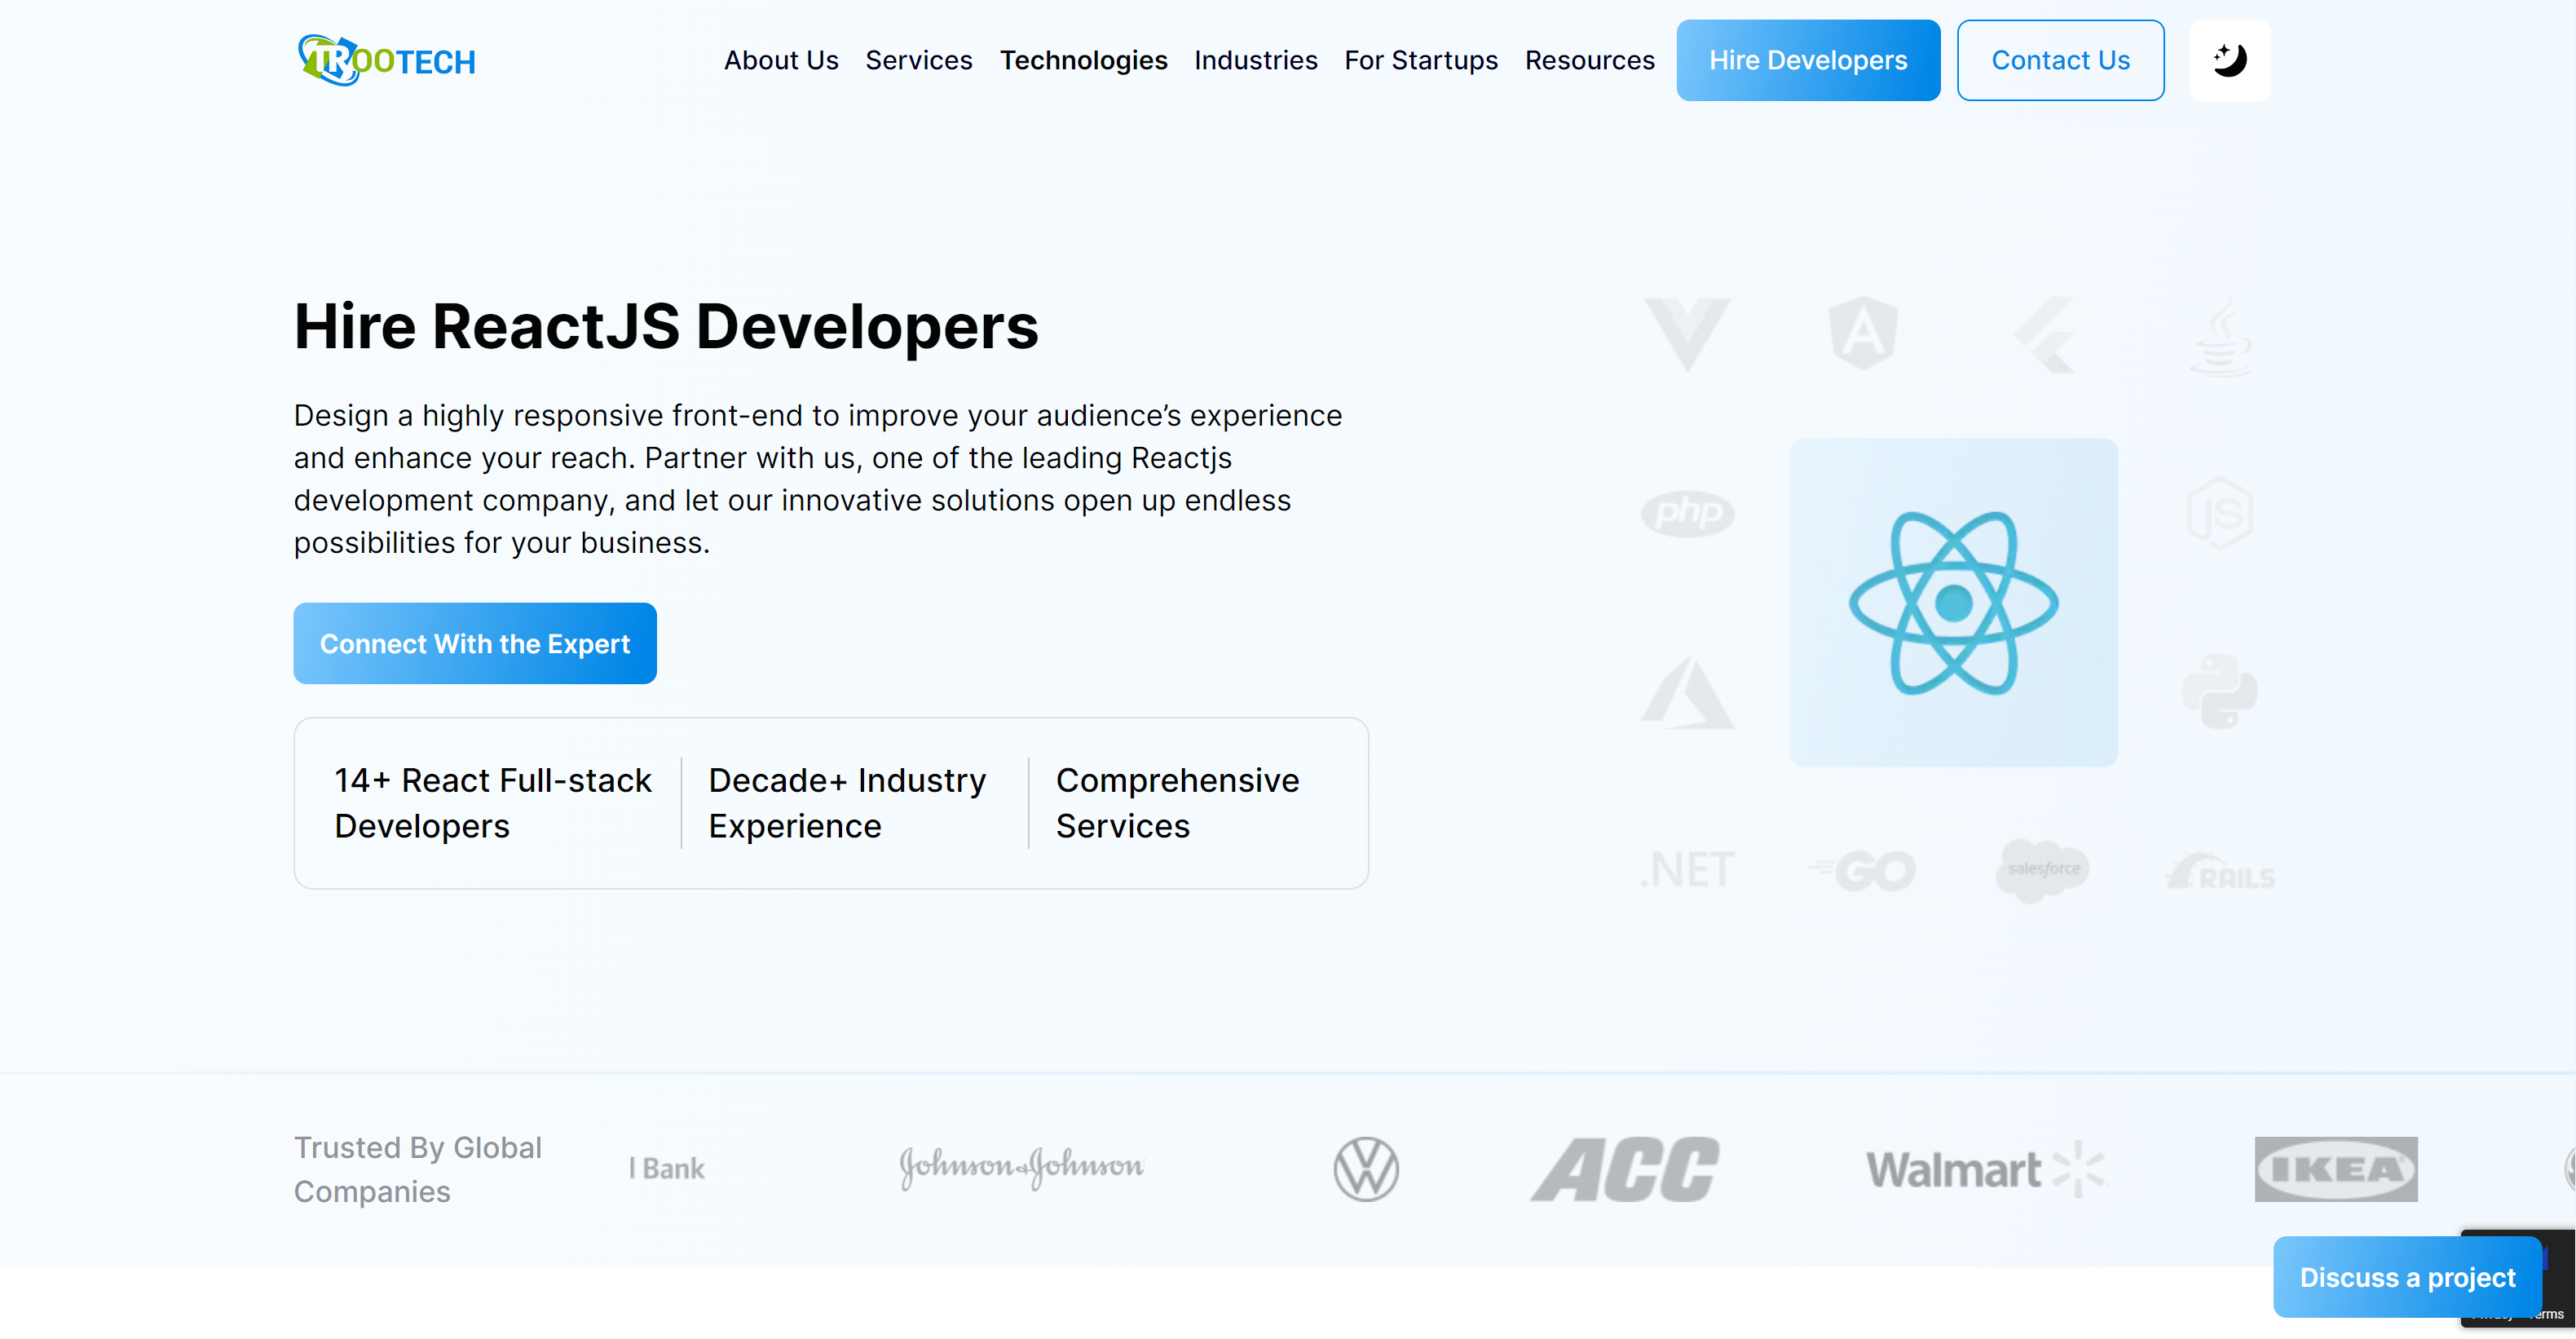 TROOTECH
About Us Services Technologies Industries For Startups Resources Hire Developers Contact Us
Hire ReactJS Developers
Design a highly responsive front-end to improve your audience’s experience
and enhance your reach. Partner with us, one of the leading Reactjs
development company, and let our innovative solutions open up endless
possibilities for your business.
Connect With the Expert
14+ React Full-stack
Developers
Decade+ Industry
Experience
Comprehensive
Services
php
JS
.NET
GO
salesforce
RAILS
Trusted By Global
Companies
Bank
Johnson & Johnson
ACC
Walmart
IKEA
Discuss a project